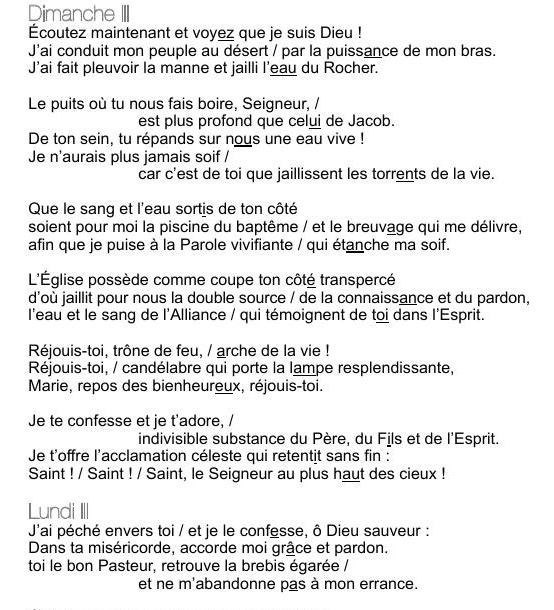 Dimanche III
Écoutez maintenant et voyez que je suis Dieu !
J'ai conduit mon peuple au désert / par la puissance de mon bras.
J'ai fait pleuvoir la manne et jailli l'eau du Rocher.
Le puits où tu nous fais boire, Seigneur, /
est plus profond que celui de Jacob.
De ton sein, tu répands sur nous une eau vive !
Je n'aurais plus jamais soif /
car c'est de toi que jaillissent les torrents de la vie.
Que le sang et l'eau sortis de ton côté
soient pour moi la piscine du baptême / et le breuvage qui me délivre,
afin que je puise à la Parole vivifiante / qui étanche ma soif.
L'Église possède comme coupe ton côté transpercé
d'où jaillit pour nous la double source / de la connaissance et du pardon,
l'eau et le sang de l'Alliance / qui témoignent de toi dans l'Esprit.
Réjouis-toi, trône de feu, / arche de la vie !
Réjouis-toi, / candélabre qui porte la lampe resplendissante,
Marie, repos des bienheureux, réjouis-toi.
Je te confesse et je t'adore, /
indivisible substance du Père, du Fils et de l'Esprit.
Je t'offre l'acclamation céleste qui retentit sans fin :
Saint ! / Saint ! / Saint, le Seigneur au plus haut des cieux !
Lundi III
J'ai péché envers toi / et je le confesse, ô Dieu sauveur :
Dans ta miséricorde, accorde moi grâce et pardon.
toi le bon Pasteur, retrouve la brebis égarée /
et ne m'abandonne pas à mon errance.